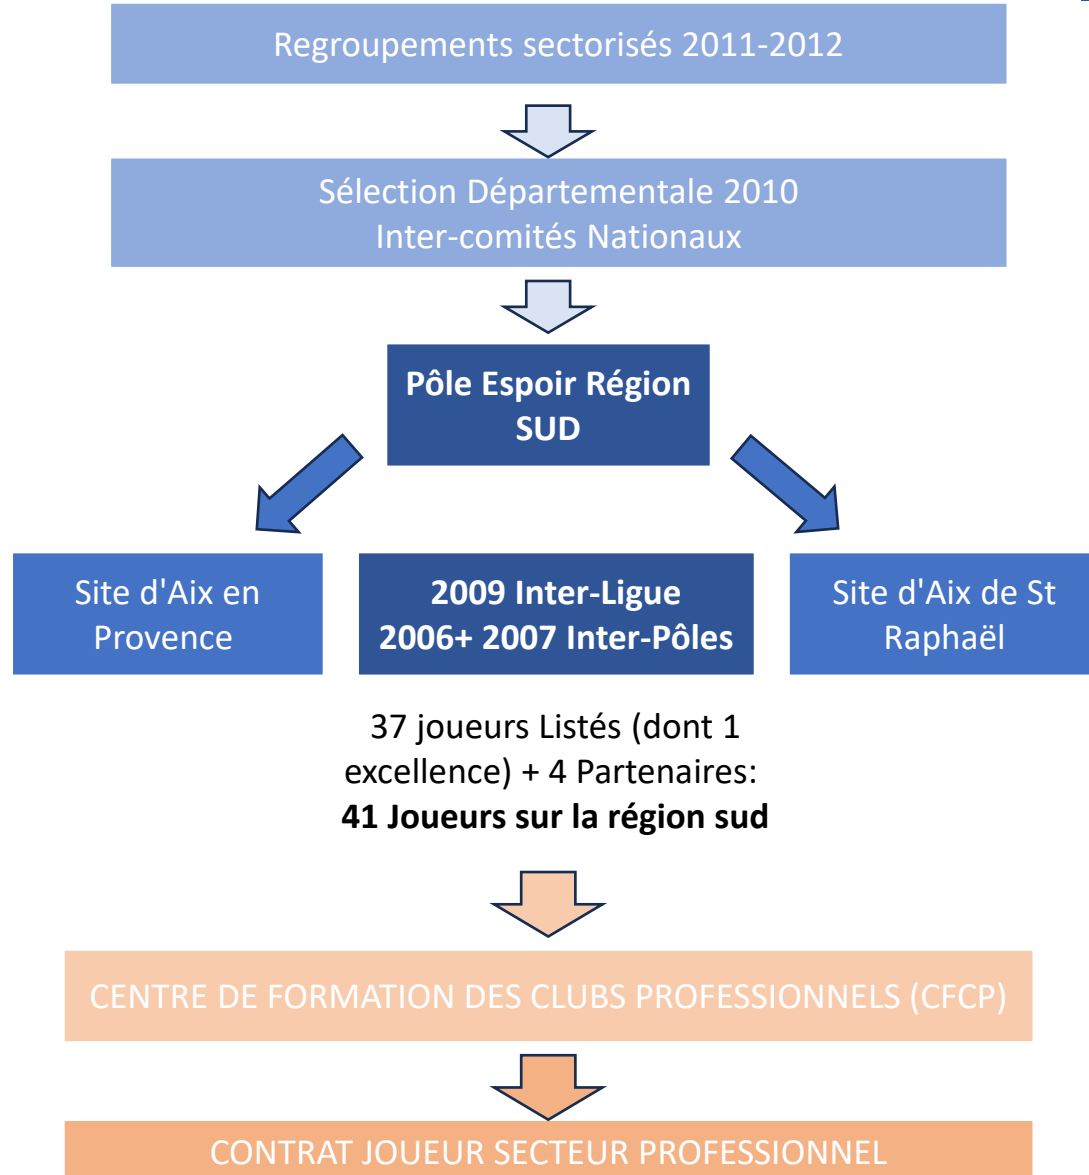 Regroupements sectorisés 2011-2012
Sélection Départementale 2010
Inter-comités Nationaux
Pôle Espoir Région
SUD
Site d'Aix en
Provence
2009 Inter-Ligue
2006+ 2007 Inter-Pôles
Site d'Aix de St
Raphaël
37 joueurs Listés (dont 1
excellence) + 4 Partenaires:
41 Joueurs sur la région sud
CENTRE DE FORMATION DES CLUBS PROFESSIONNELS (CFCP)
CONTRAT JOUEUR SECTEUR PROFESSIONNEL